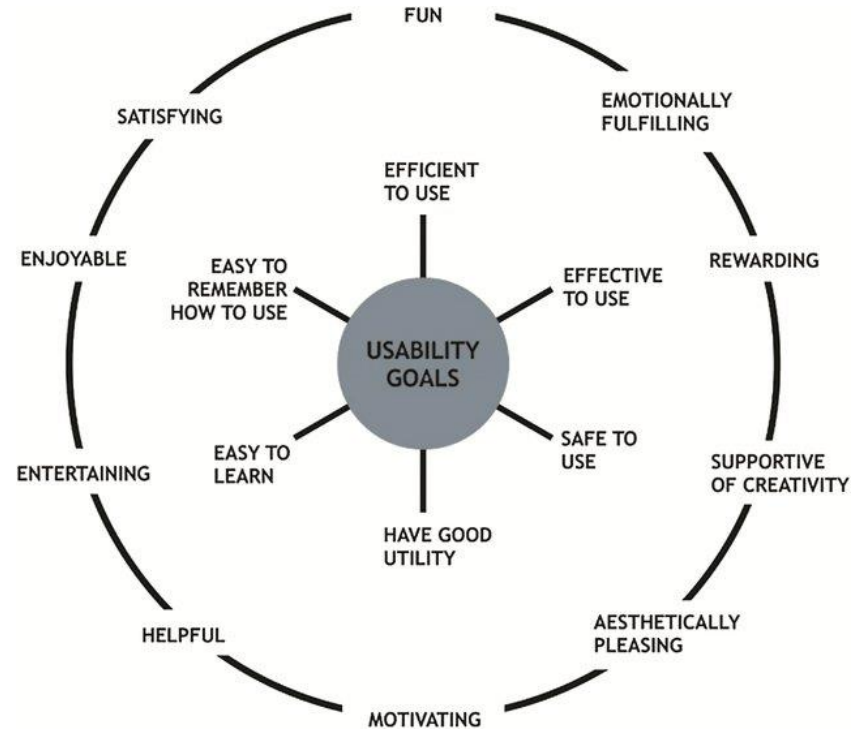 FUN
EMOTIONALLY
FULFILLING
SATISFYING
EFFICIENT
TO USE
ENJOYABLE
EASY TO
REMEMBER
HOW TO USE
EFFECTIVE
TO USE
REWARDING
USABILITY
GOALS
EASY TO
LEARN
SAFE TO
USE
ENTERTAINING
SUPPORTIVE
OF CREATIVITY
HAVE GOOD
UTILITY
HELPFUL
AESTHETICALLY
PLEASING
MOTIVATING